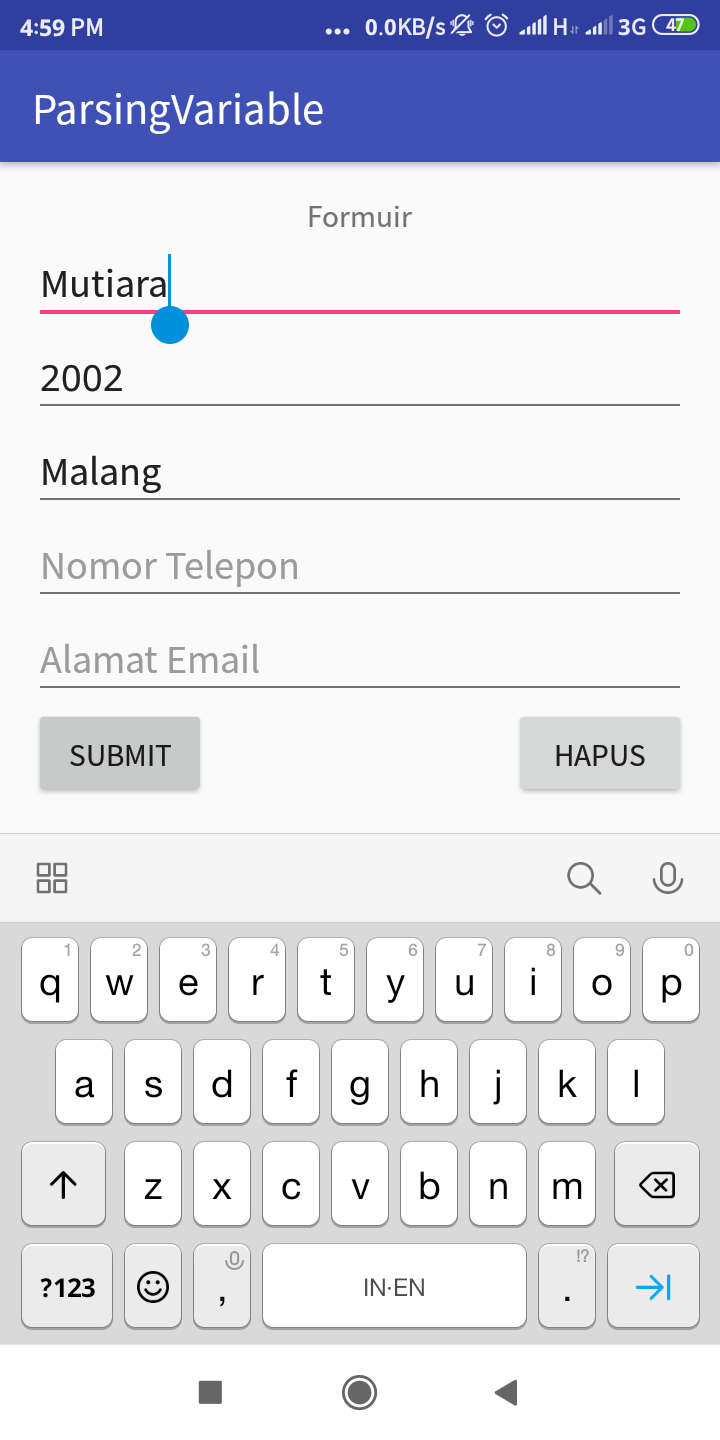 4:59 PM ... 0.0KB/s H 3G 47
ParsingVariable
Formuir
Mutiara
2002
Malang
Nomor Telepon
Alamat Email
SUBMIT HAPUS
1 2 3 4 5 6 7 8 9 0
q w e r t y u i o p
a s d f g h j k l
z x c v b n m
!?
?123 , IN·EN .